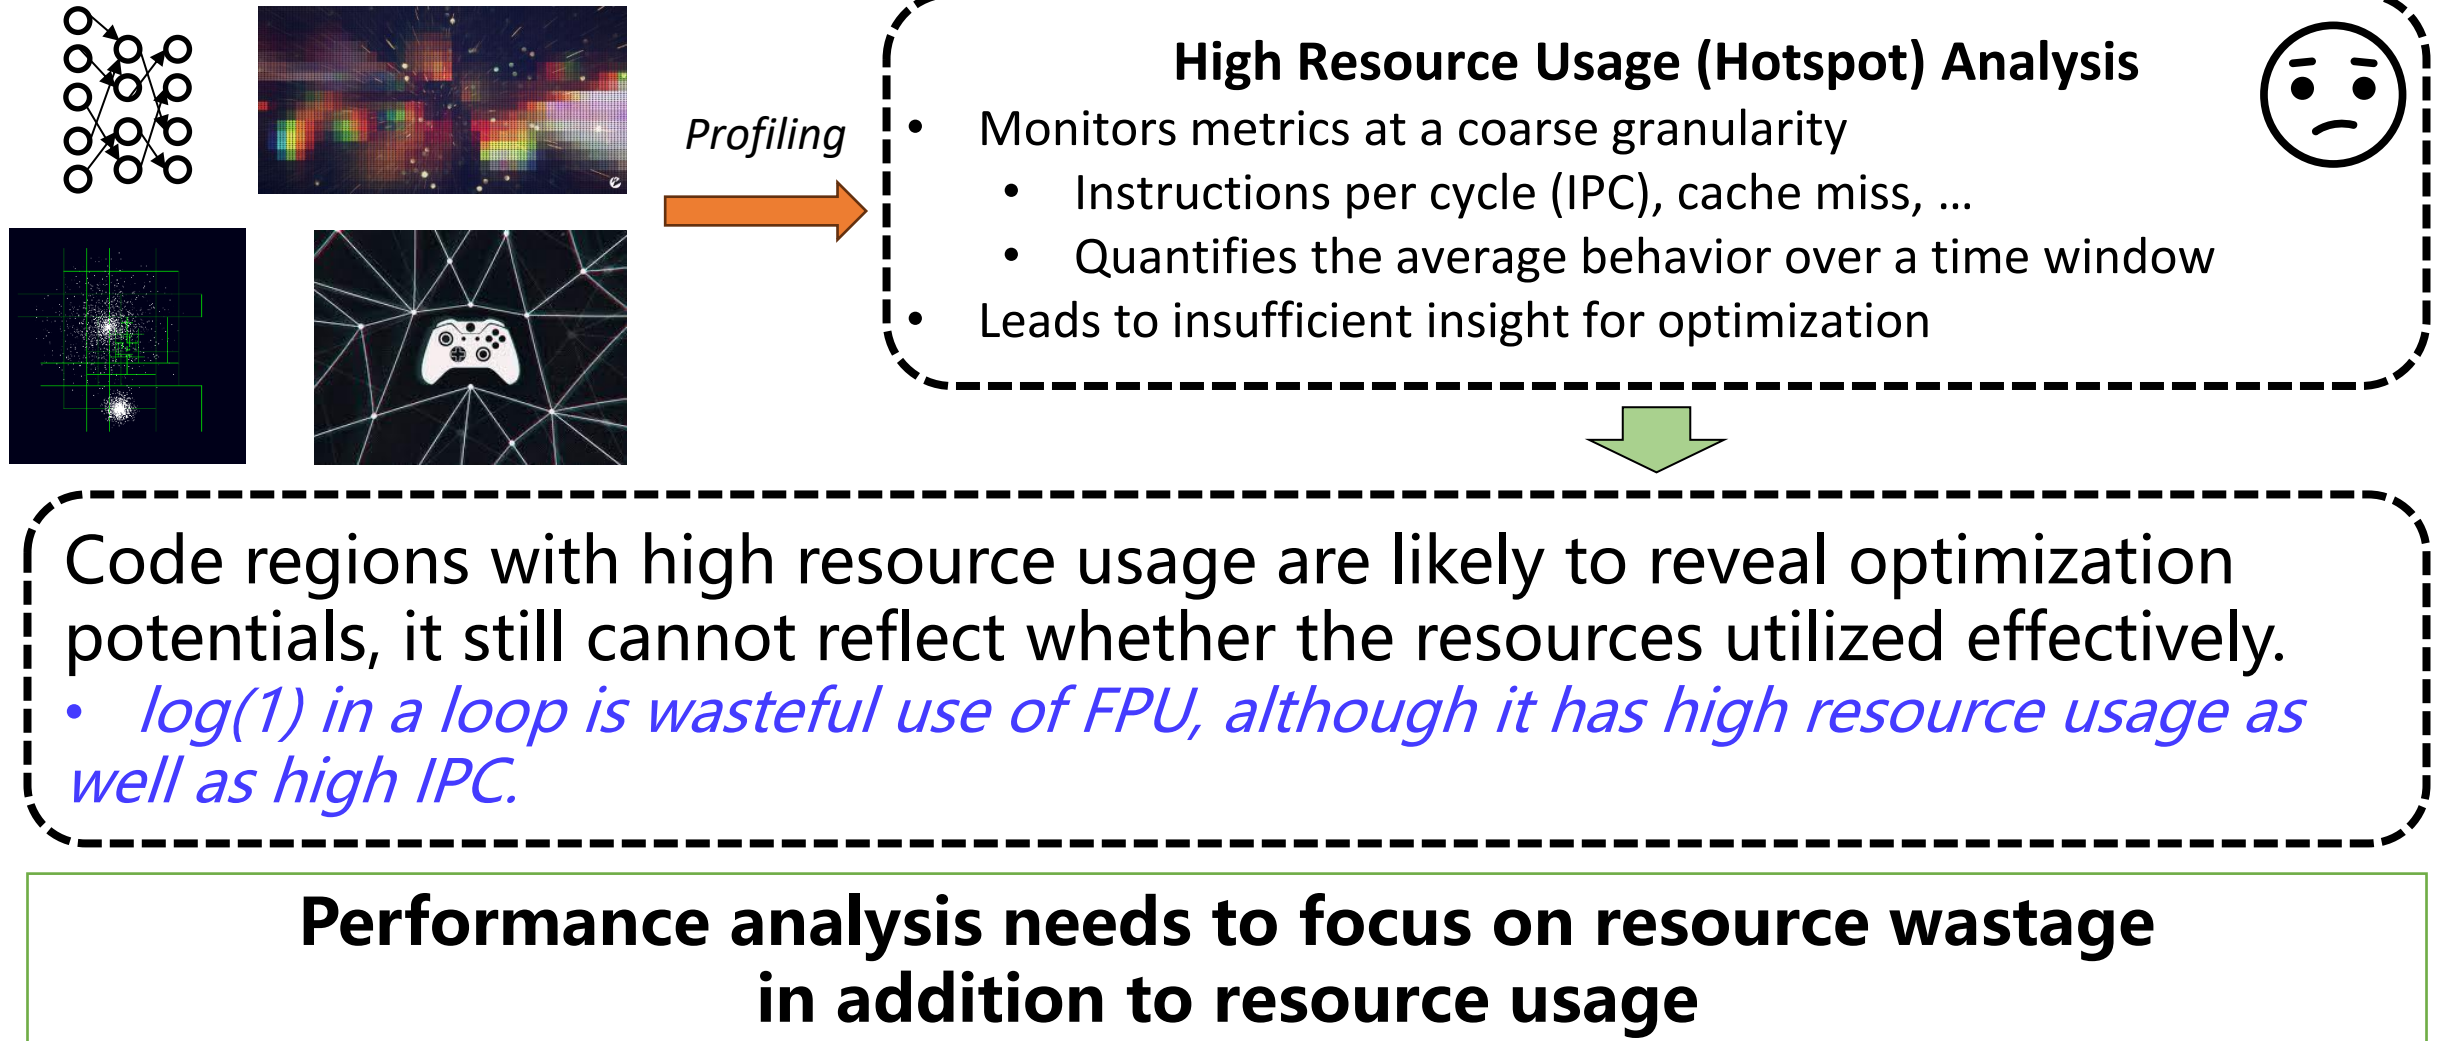 Profiling
High Resource Usage (Hotspot) Analysis
• Monitors metrics at a coarse granularity
• Instructions per cycle (IPC), cache miss, ...
• Quantifies the average behavior over a time window
• Leads to insufficient insight for optimization
Code regions with high resource usage are likely to reveal optimization
potentials, it still cannot reflect whether the resources utilized effectively.
• log(1) in a loop is wasteful use of FPU, although it has high resource usage as
well as high IPC.
Performance analysis needs to focus on resource wastage
in addition to resource usage